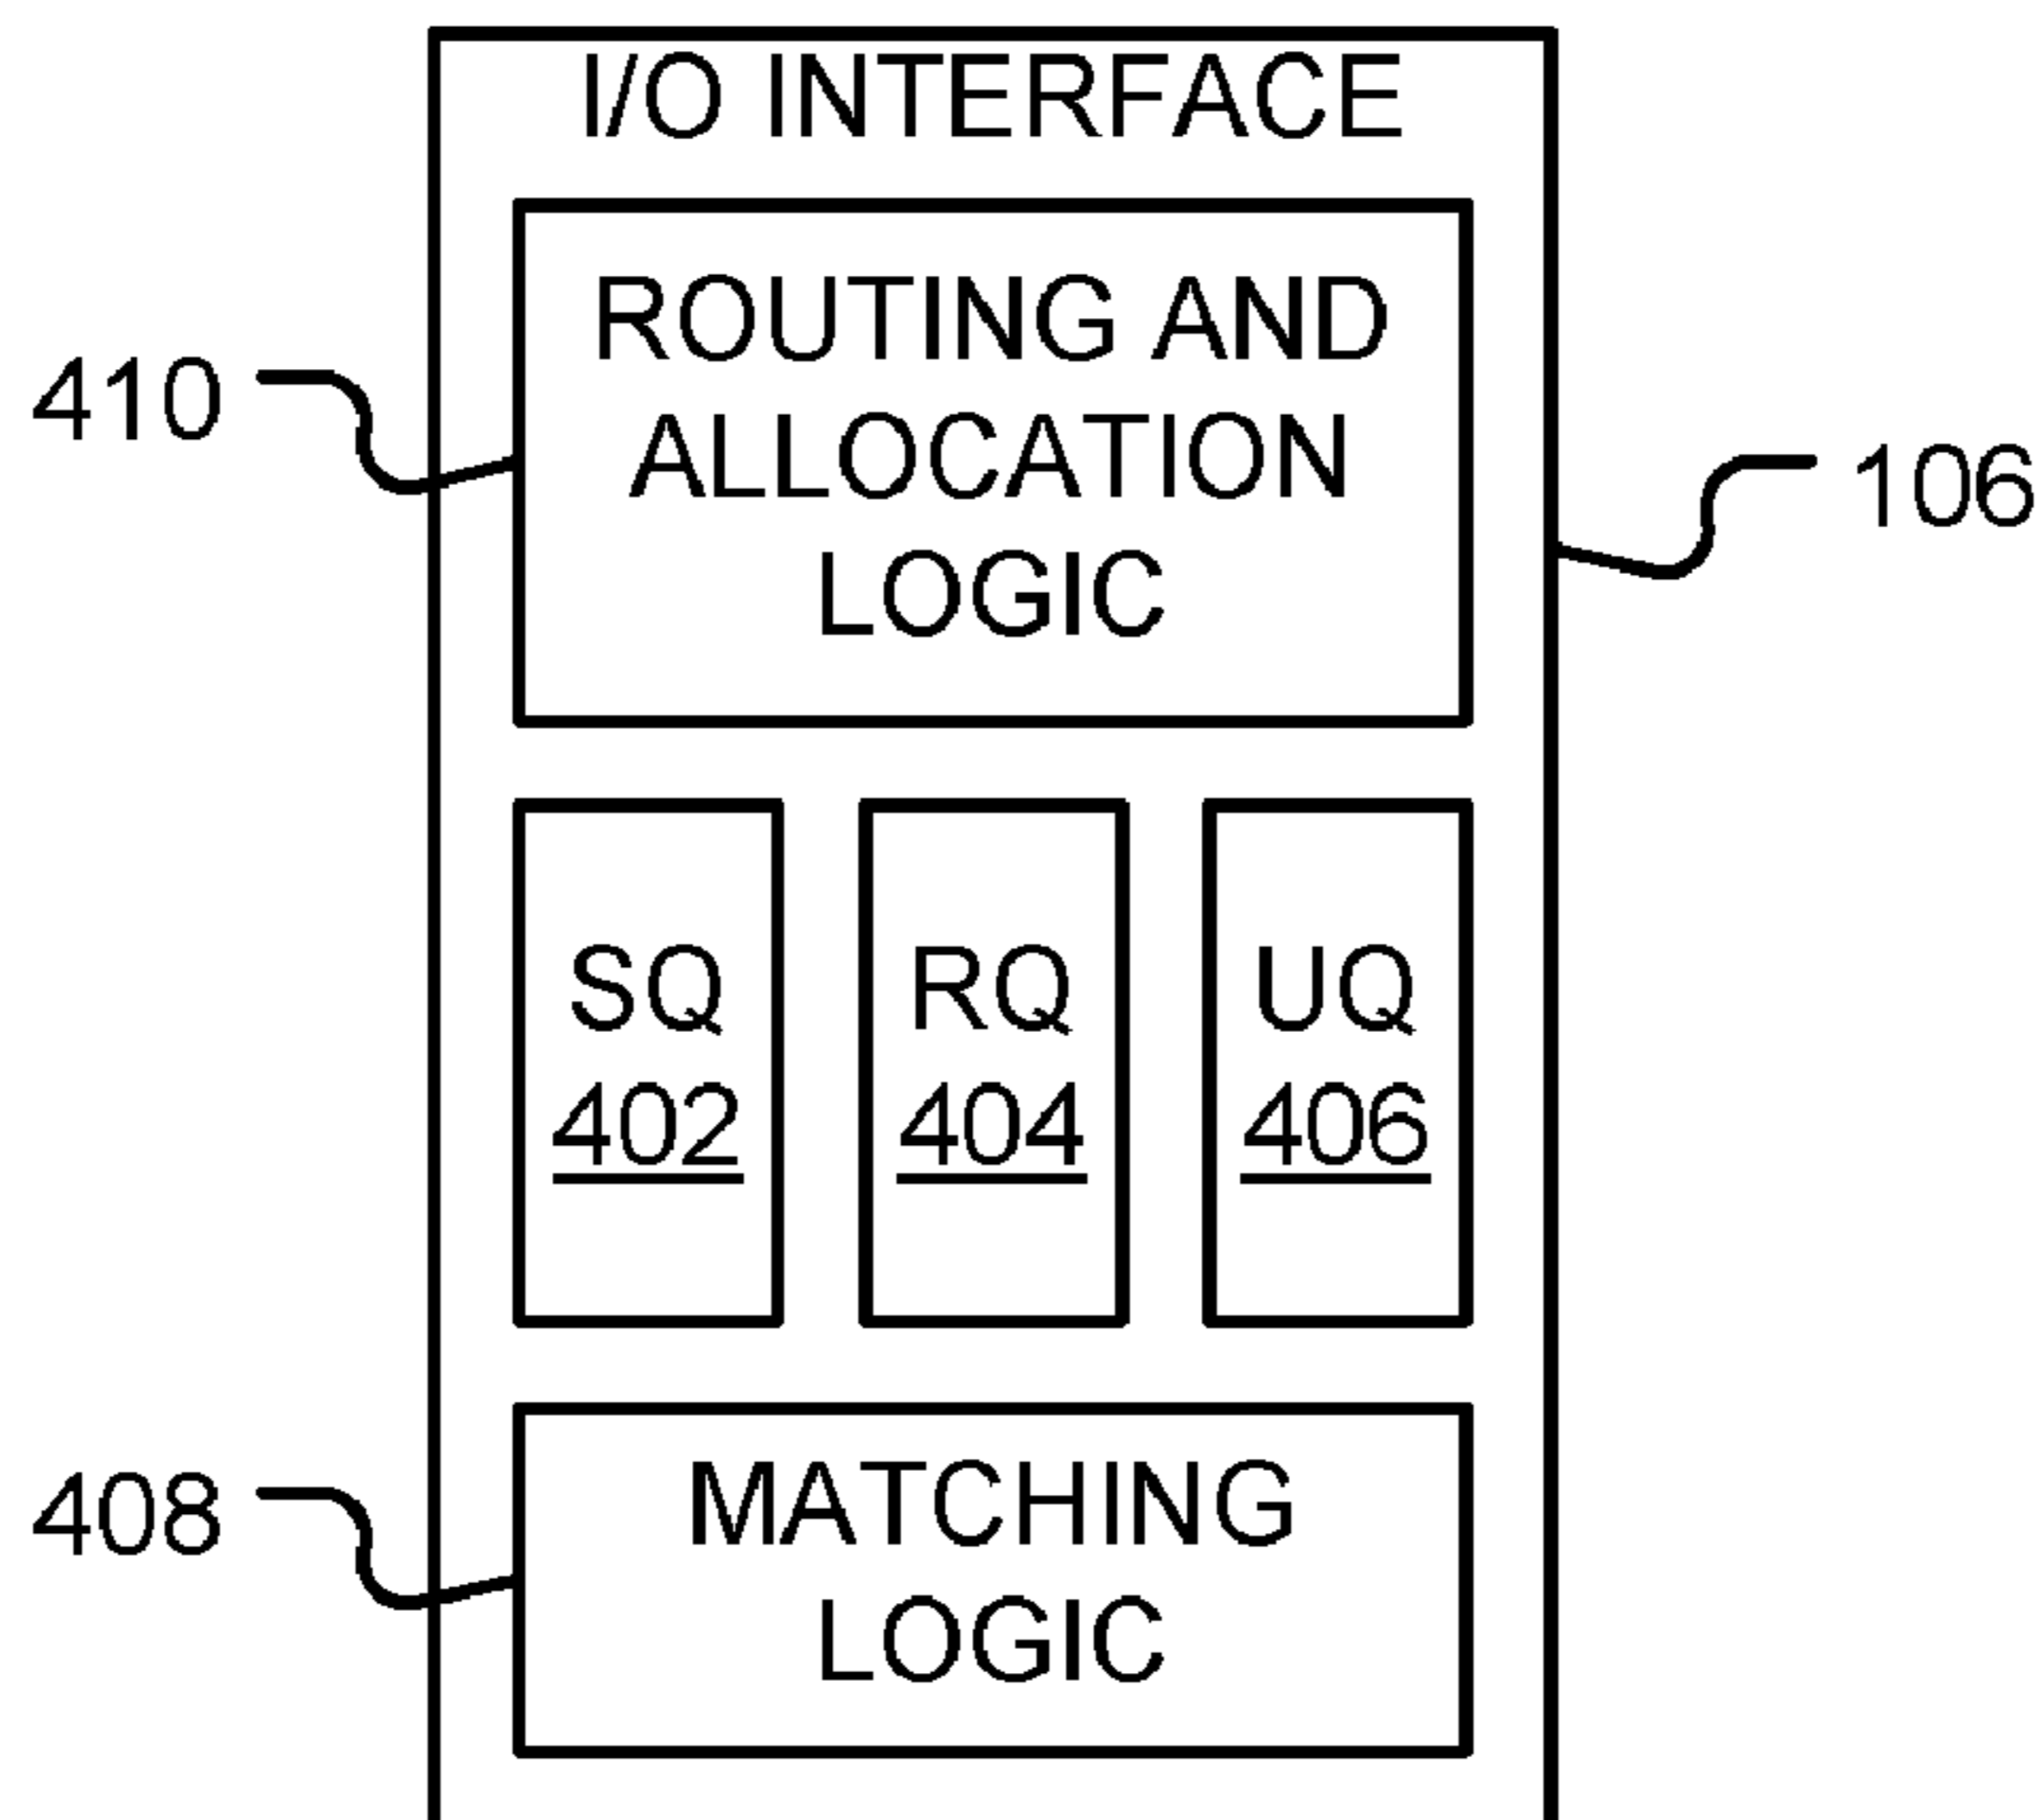 I/O INTERFACE
ROUTING AND
ALLOCATION
LOGIC
410
106
SQ
402
RQ
404
UQ
406
MATCHING
LOGIC
408